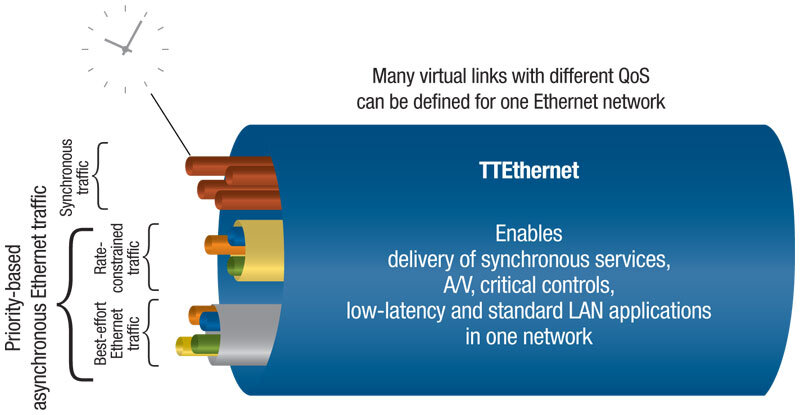 Many virtual links with different QoS
can be defined for one Ethernet network
TTEthernet
Enables
delivery of synchronous services,
A/V, critical controls,
low-latency and standard LAN applications
in one network
Synchronous
traffic
Priority-based
asynchronous Ethernet traffic
Rate-
constrained
traffic
Best-effort
Ethernet
traffic